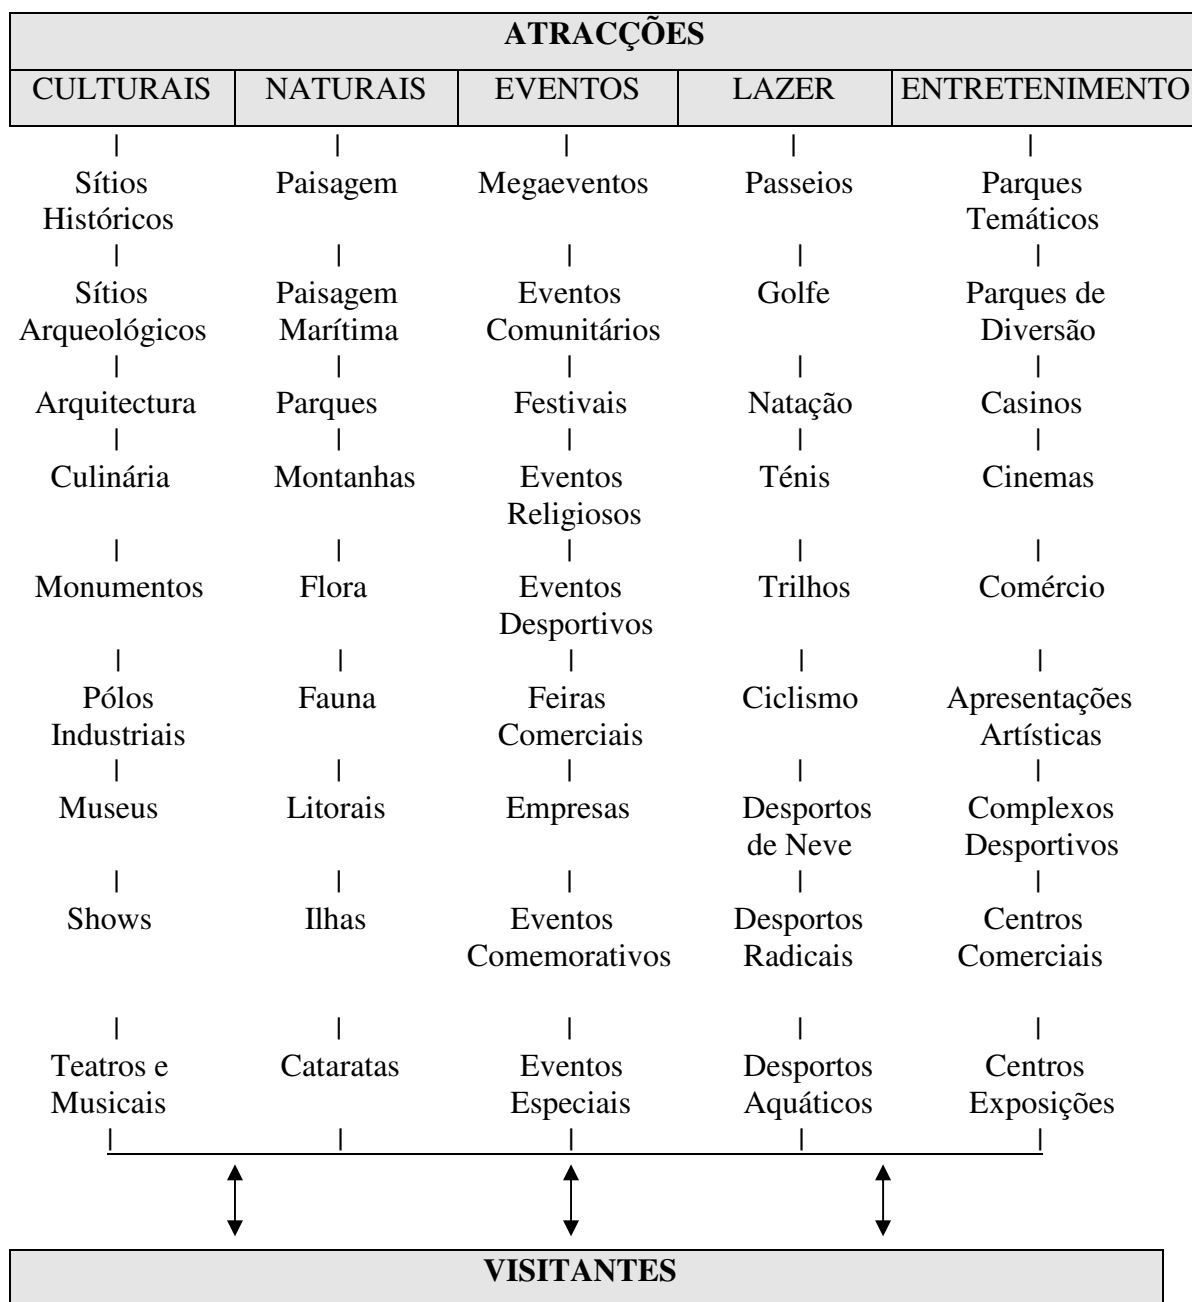 ATRACÇÕES
CULTURAIS NATURAIS EVENTOS LAZER ENTRETENIMENTO
Sítios Paisagem Megaeventos Passeios Parques
Históricos Temáticos
Sítios Paisagem Eventos Golfe Parques de
Arqueológicos Marítima Comunitários Diversão
Arquitectura Parques Festivais Natação Casinos
Culinária Montanhas Eventos Ténis Cinemas
Religiosos
Monumentos Flora Eventos Trilhos Comércio
Desportivos
Pólos Fauna Feiras Ciclismo Apresentações
Industriais Comerciais Artísticas
Museus Litorais Empresas Desportos Complexos
de Neve Desportivos
Shows Ilhas Eventos Desportos Centros
Comemorativos Radicais Comerciais
Teatros e Cataratas Eventos Desportos Centros
Musicais Especiais Aquáticos Exposições
VISITANTES